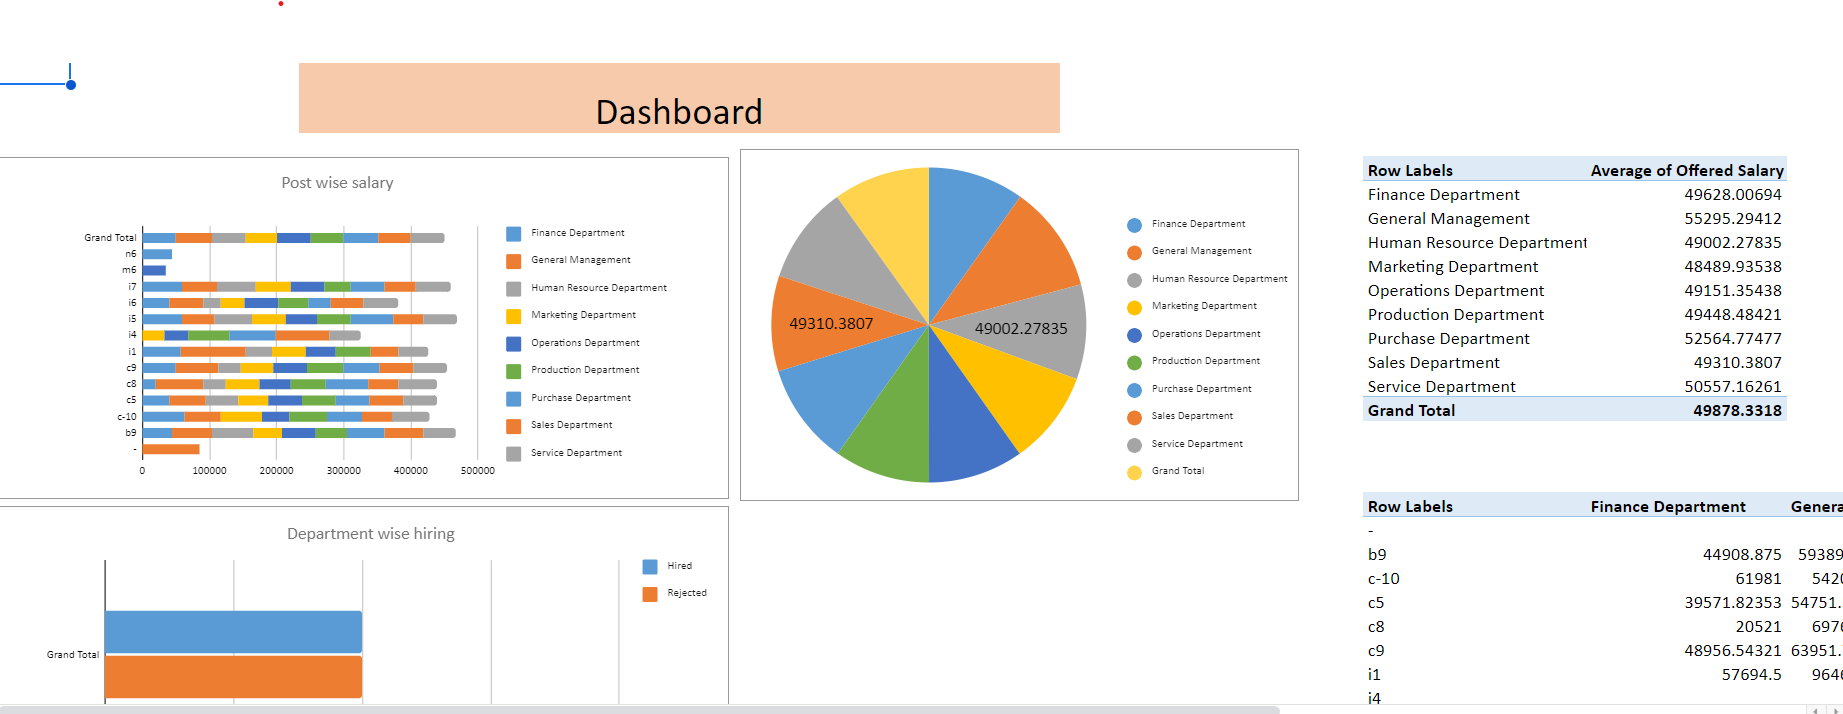 Dashboard
Post wise salary
Grand Total
n6
m6
i7
i6
i5
i4
i1
c9
c8
c5
c-10
b9
-
0 100000 200000 300000 400000 500000
Finance Department
General Management
Human Resource Department
Marketing Department
Operations Department
Production Department
Purchase Department
Sales Department
Service Department
49310.3807
49002.27835
Finance Department
General Management
Human Resource Department
Marketing Department
Operations Department
Production Department
Purchase Department
Sales Department
Service Department
Grand Total
Row Labels Average of Offered Salary
Finance Department 49628.00694
General Management 55295.29412
Human Resource Department 49002.27835
Marketing Department 48489.93538
Operations Department 49151.35438
Production Department 49448.48421
Purchase Department 52564.77477
Sales Department 49310.3807
Service Department 50557.16261
Grand Total 49878.3318
Department wise hiring
Hired
Rejected
Grand Total
Row Labels Finance Department Genera
-
b9 44908.875 59389
c-10 61981 5420
c5 39571.82353 54751.
c8 20521 6976
c9 48956.54321 63951.
i1 57694.5 9646
i4